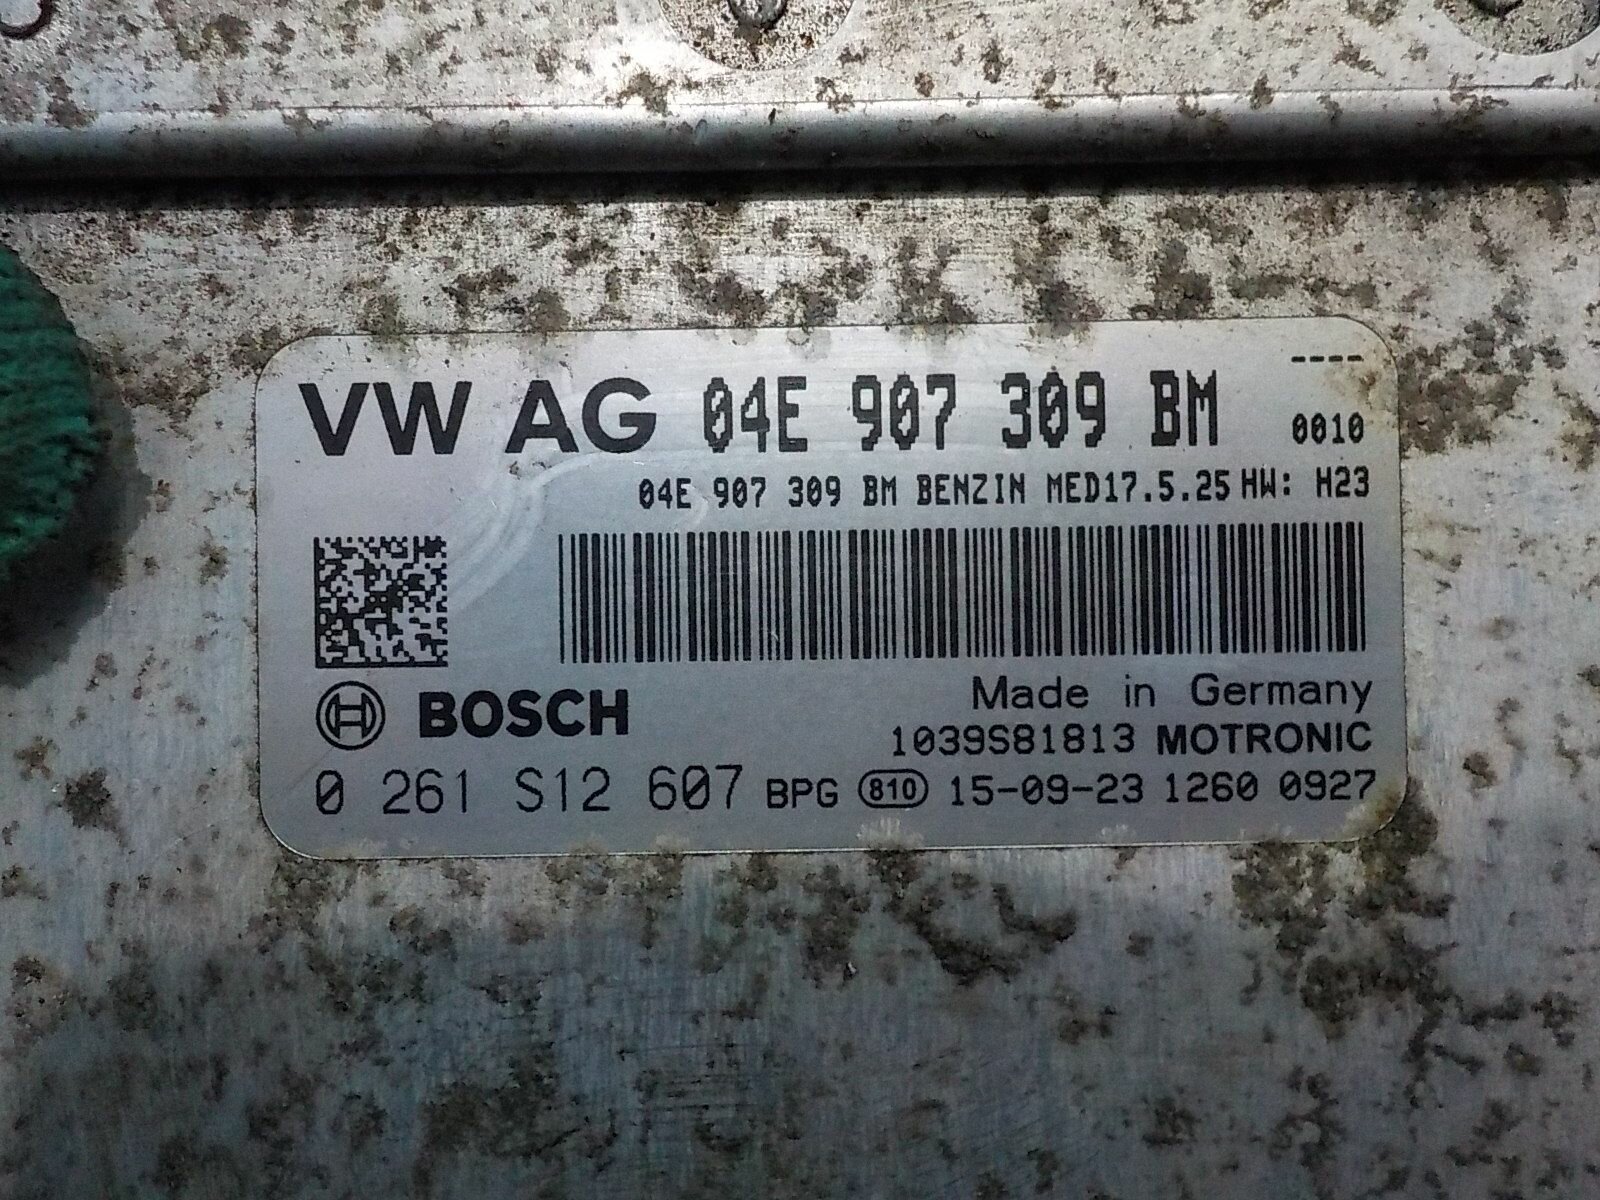 VW AG 04E 907 309 BM ----
0010
04E 907 309 BM BENZIN MED17.5.25 HW: H23
BOSCH
Made in Germany
1039S81813 MOTRONIC
0 261 S12 607 BPG 810 15-09-23 1260 0927